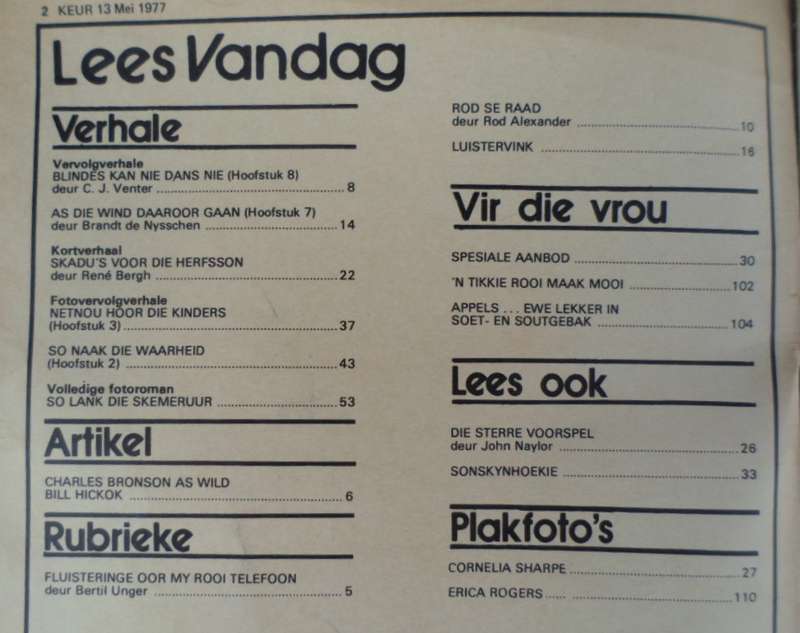 2 KEUR 13 Mei 1977
Lees Vandag
Verhale
Vervolgverhale
BLINDES KAN NIE DANS NIE (Hoofstuk 8)
deur C. J. Venter 8
AS DIE WIND DAAROOR GAAN (Hoofstuk 7)
deur Brandt de Nysschen 14
Kortverhaal
SKADU'S VOOR DIE HERFSSON
deur René Bergh 22
Fotovervolgverhale
NETNOU HOOR DIE KINDERS
(Hoofstuk 3) 37
SO NAAK DIE WAARHEID
(Hoofstuk 2) 43
Volledige fotoroman
SO LANK DIE SKEMERUUR 53
Artikel
CHARLES BRONSON AS WILD
BILL HICKOK 6
Rubrieke
FLUISTERINGE OOR MY ROOI TELEFOON
deur Bertil Unger 5
ROD SE RAAD
deur Rod Alexander 10
LUISTERVINK 16
Vir die vrou
SPESIALE AANBOD 30
'N TIKKIE ROOI MAAK MOOI 102
APPELS ... EWE LEKKER IN
SOET- EN SOUTGEBAK 104
Lees ook
DIE STERRE VOORSPEL
deur John Naylor 26
SONSKYNHOEKIE 33
Plakfoto's
CORNELIA SHARPE 27
ERICA ROGERS 110